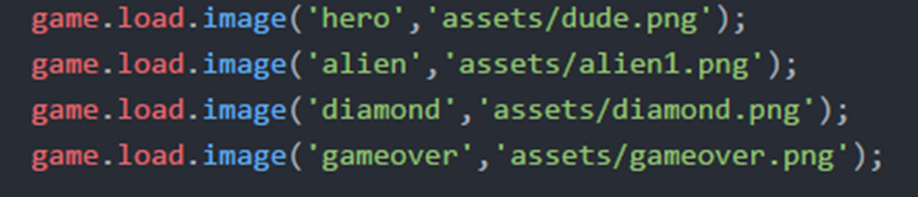 game.load.image('hero','assets/dude.png');
game.load.image('alien','assets/alien1.png');
game.load.image('diamond','assets/diamond.png');
game.load.image('gameover','assets/gameover.png');